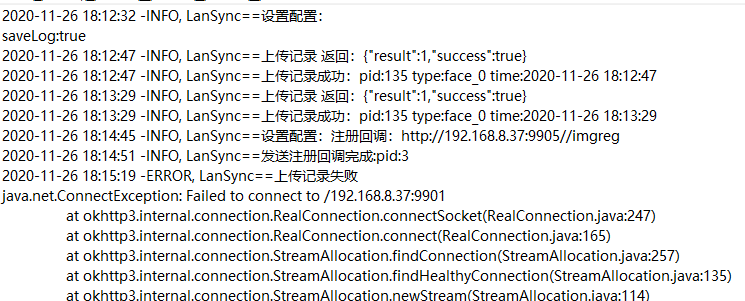 2020-11-26 18:12:32 -INFO, LanSync==设置配置：
saveLog:true
2020-11-26 18:12:47 -INFO, LanSync==上传记录 返回：{"result":1,"success":true}
2020-11-26 18:12:47 -INFO, LanSync==上传记录成功：pid:135 type:face_0 time:2020-11-26 18:12:47
2020-11-26 18:13:29 -INFO, LanSync==上传记录 返回：{"result":1,"success":true}
2020-11-26 18:13:29 -INFO, LanSync==上传记录成功：pid:135 type:face_0 time:2020-11-26 18:13:29
2020-11-26 18:14:45 -INFO, LanSync==设置配置：注册回调：http://192.168.8.37:9905//imgreg
2020-11-26 18:14:51 -INFO, LanSync==发送注册回调完成:pid:3
2020-11-26 18:15:19 -ERROR, LanSync==上传记录失败
java.net.ConnectException: Failed to connect to /192.168.8.37:9901
at okhttp3.internal.connection.RealConnection.connectSocket(RealConnection.java:247)
at okhttp3.internal.connection.RealConnection.connect(RealConnection.java:165)
at okhttp3.internal.connection.StreamAllocation.findConnection(StreamAllocation.java:257)
at okhttp3.internal.connection.StreamAllocation.findHealthyConnection(StreamAllocation.java:135)
at okhttp3.internal.connection.StreamAllocation.newStream(StreamAllocation.java:114)